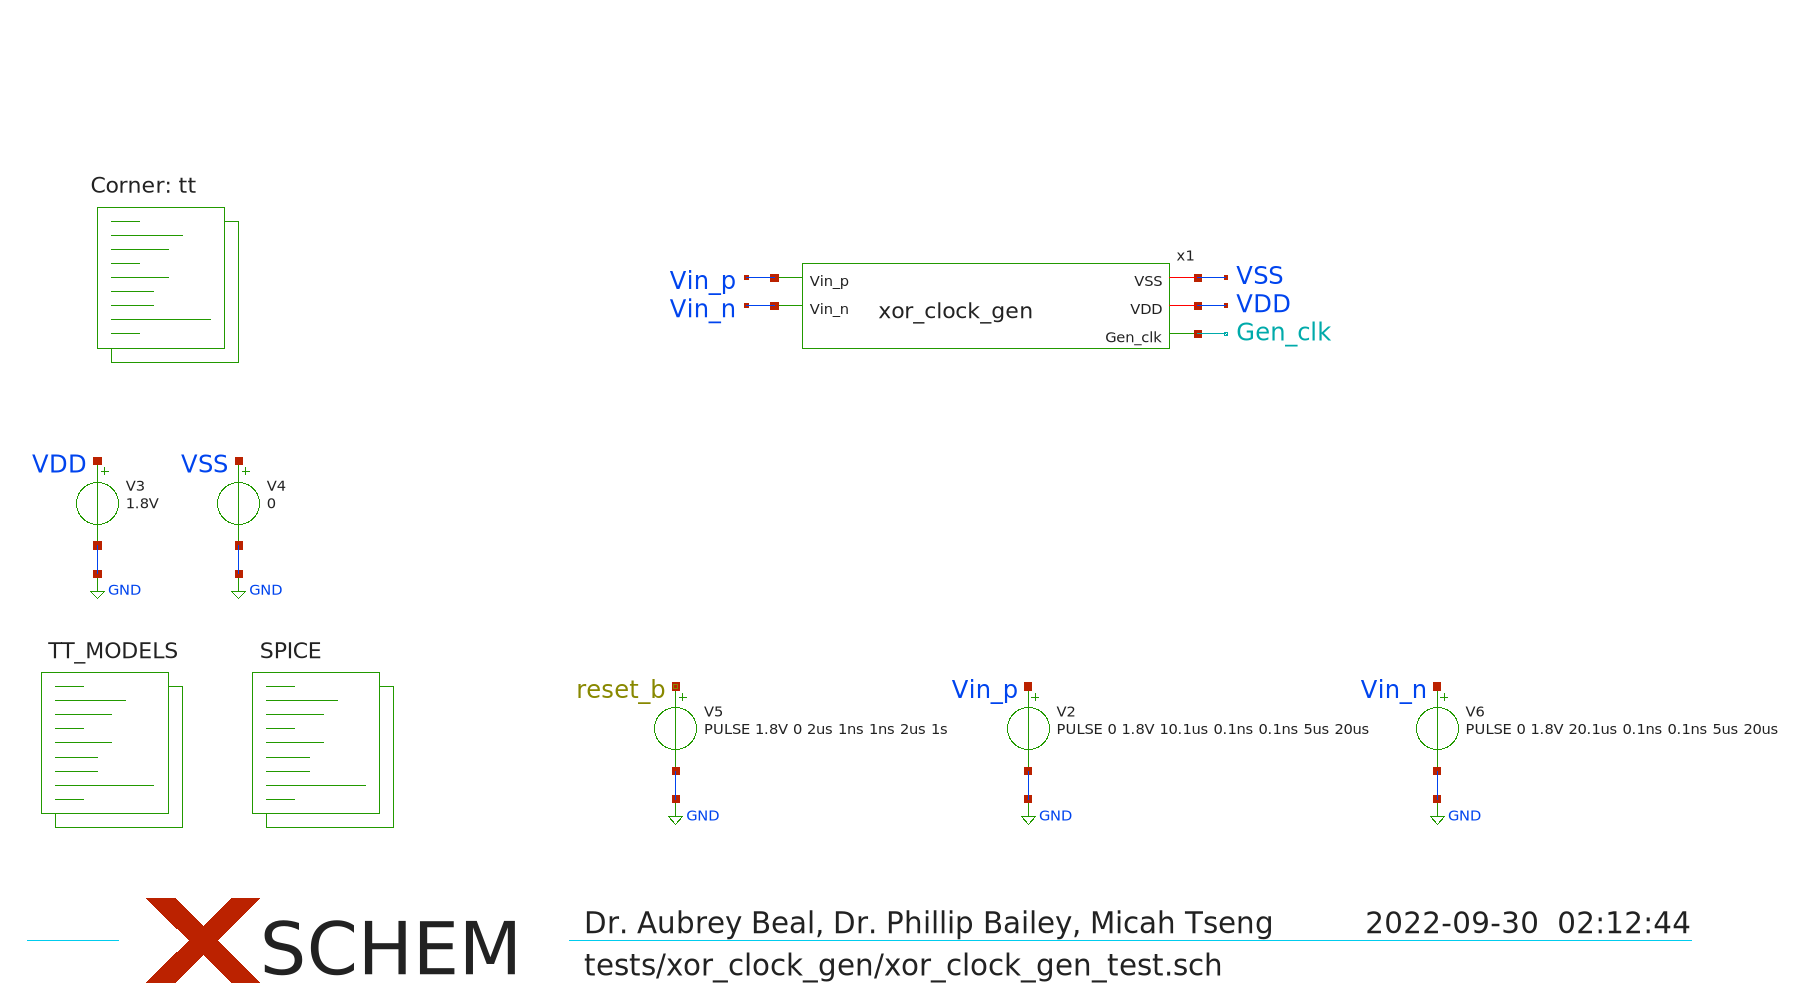 Corner: tt
x1
Vin_p
Vin_n
Vin_p
Vin_n
xor_clock_gen
VSS
VDD
Gen_clk
VSS
VDD
Gen_clk
VDD
+
V3
1.8V
GND
VSS
+
V4
0
GND
TT_MODELS
SPICE
reset_b
+
V5
PULSE 1.8V 0 2us 1ns 1ns 2us 1s
GND
Vin_p
+
V2
PULSE 0 1.8V 10.1us 0.1ns 0.1ns 5us 20us
GND
Vin_n
+
V6
PULSE 0 1.8V 20.1us 0.1ns 0.1ns 5us 20us
GND
XSCHEM
Dr. Aubrey Beal, Dr. Phillip Bailey, Micah Tseng 2022-09-30 02:12:44
tests/xor_clock_gen/xor_clock_gen_test.sch